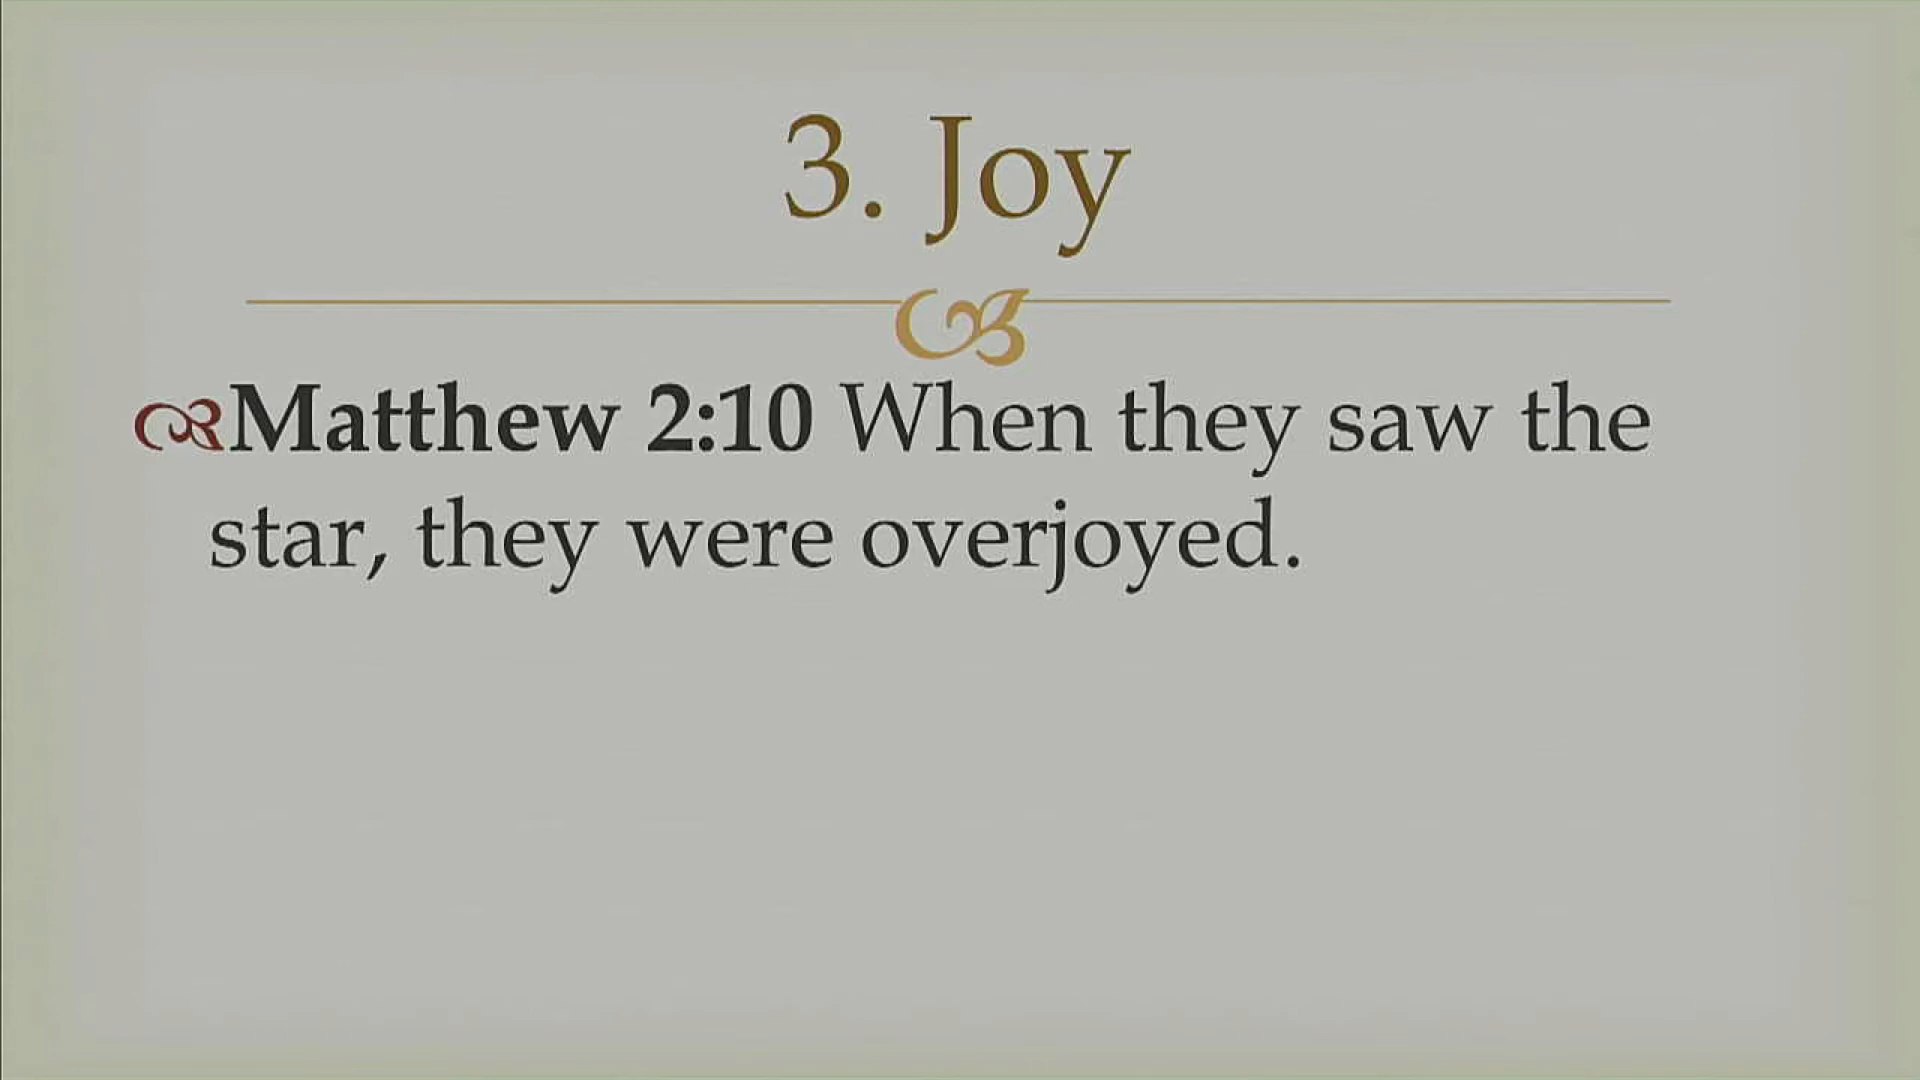 3. Joy
Matthew 2:10 When they saw the
star, they were overjoyed.